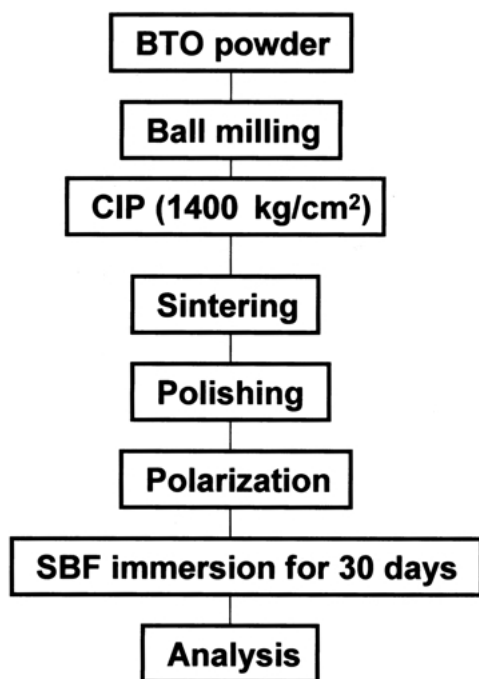 BTO powder
Ball milling
CIP (1400 kg/cm²)
Sintering
Polishing
Polarization
SBF immersion for 30 days
Analysis